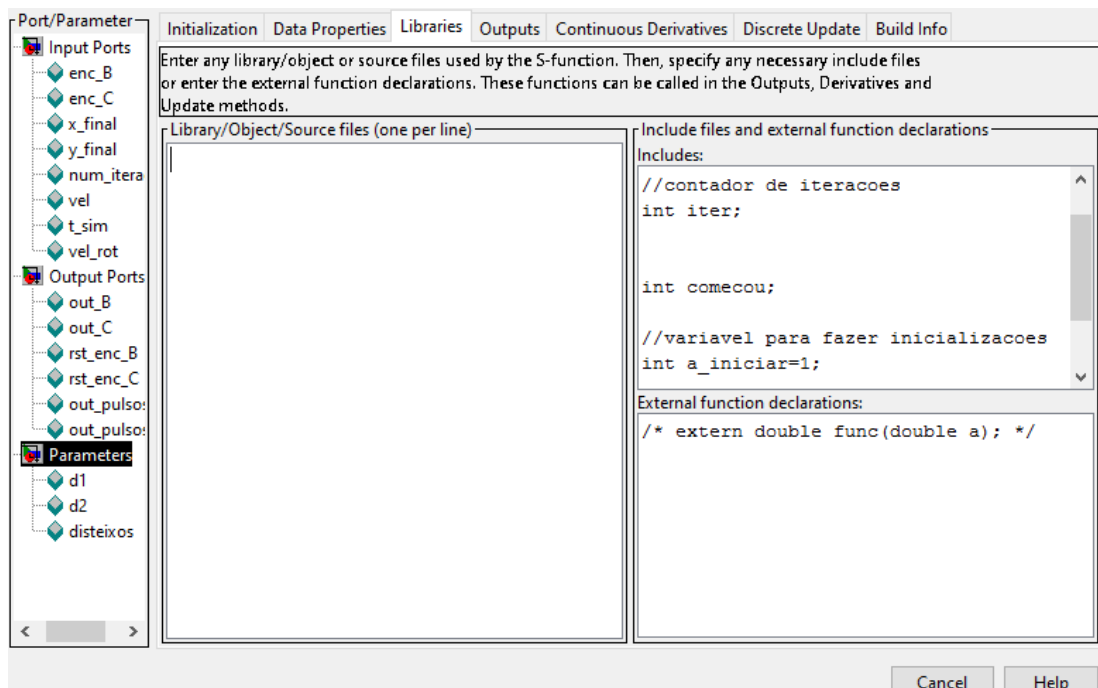 Port/Parameter
Input Ports
enc_B
enc_C
x_final
y_final
num_itera
vel
t_sim
vel_rot
Output Ports
out_B
out_C
rst_enc_B
rst_enc_C
out_pulso
out_pulso
Parameters
d1
d2
disteixos
Initialization Data Properties Libraries Outputs Continuous Derivatives Discrete Update Build Info
Enter any library/object or source files used by the S-function. Then, specify any necessary include files
or enter the external function declarations. These functions can be called in the Outputs, Derivatives and
Update methods.
Library/Object/Source files (one per line)
Include files and external function declarations
Includes:
//contador de iteracoes
int iter;
int comecou;
//variavel para fazer inicializacoes
int a_iniciar=1;
External function declarations:
/* extern double func(double a); */
Cancel Help